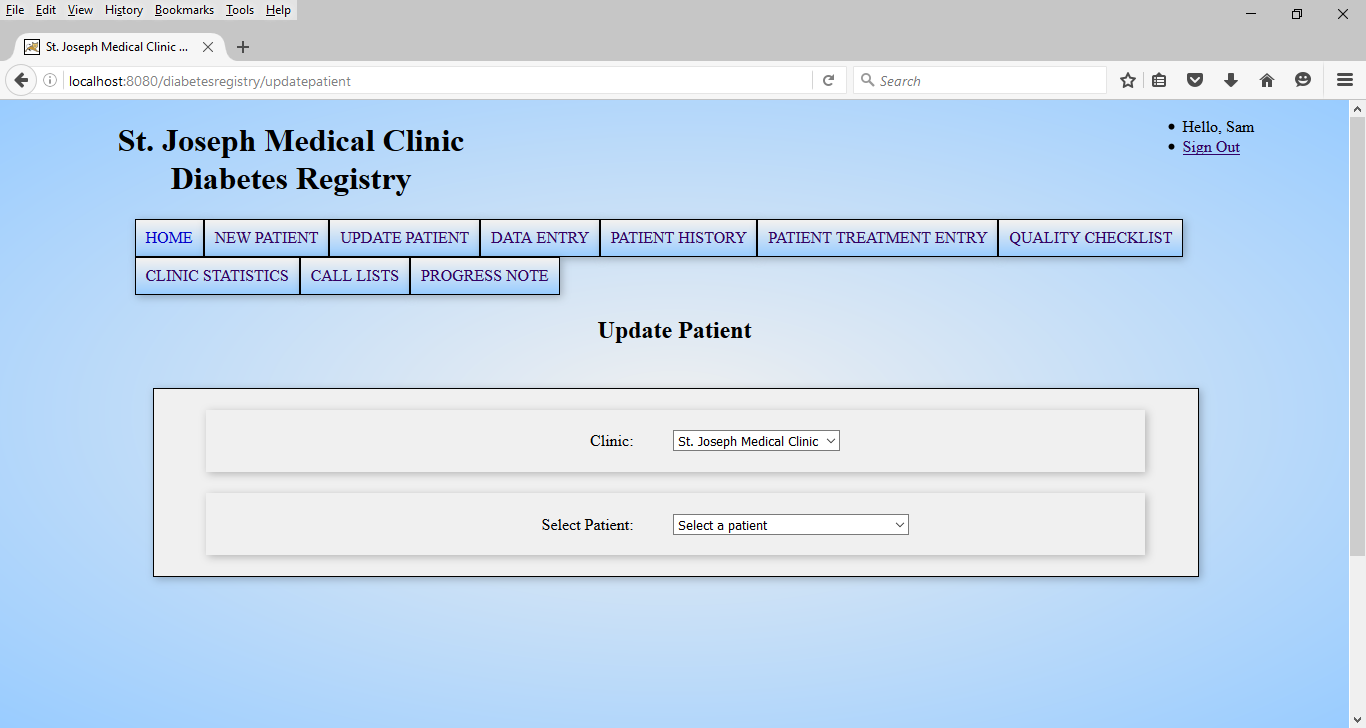 File Edit View History Bookmarks Tools Help
St. Joseph Medical Clinic ...
localhost:8080/diabetesregistry/updatepatient
Search
St. Joseph Medical Clinic
Diabetes Registry
Hello, Sam
Sign Out
HOME NEW PATIENT UPDATE PATIENT DATA ENTRY PATIENT HISTORY PATIENT TREATMENT ENTRY QUALITY CHECKLIST
CLINIC STATISTICS CALL LISTS PROGRESS NOTE
Update Patient
Clinic: St. Joseph Medical Clinic
Select Patient: Select a patient